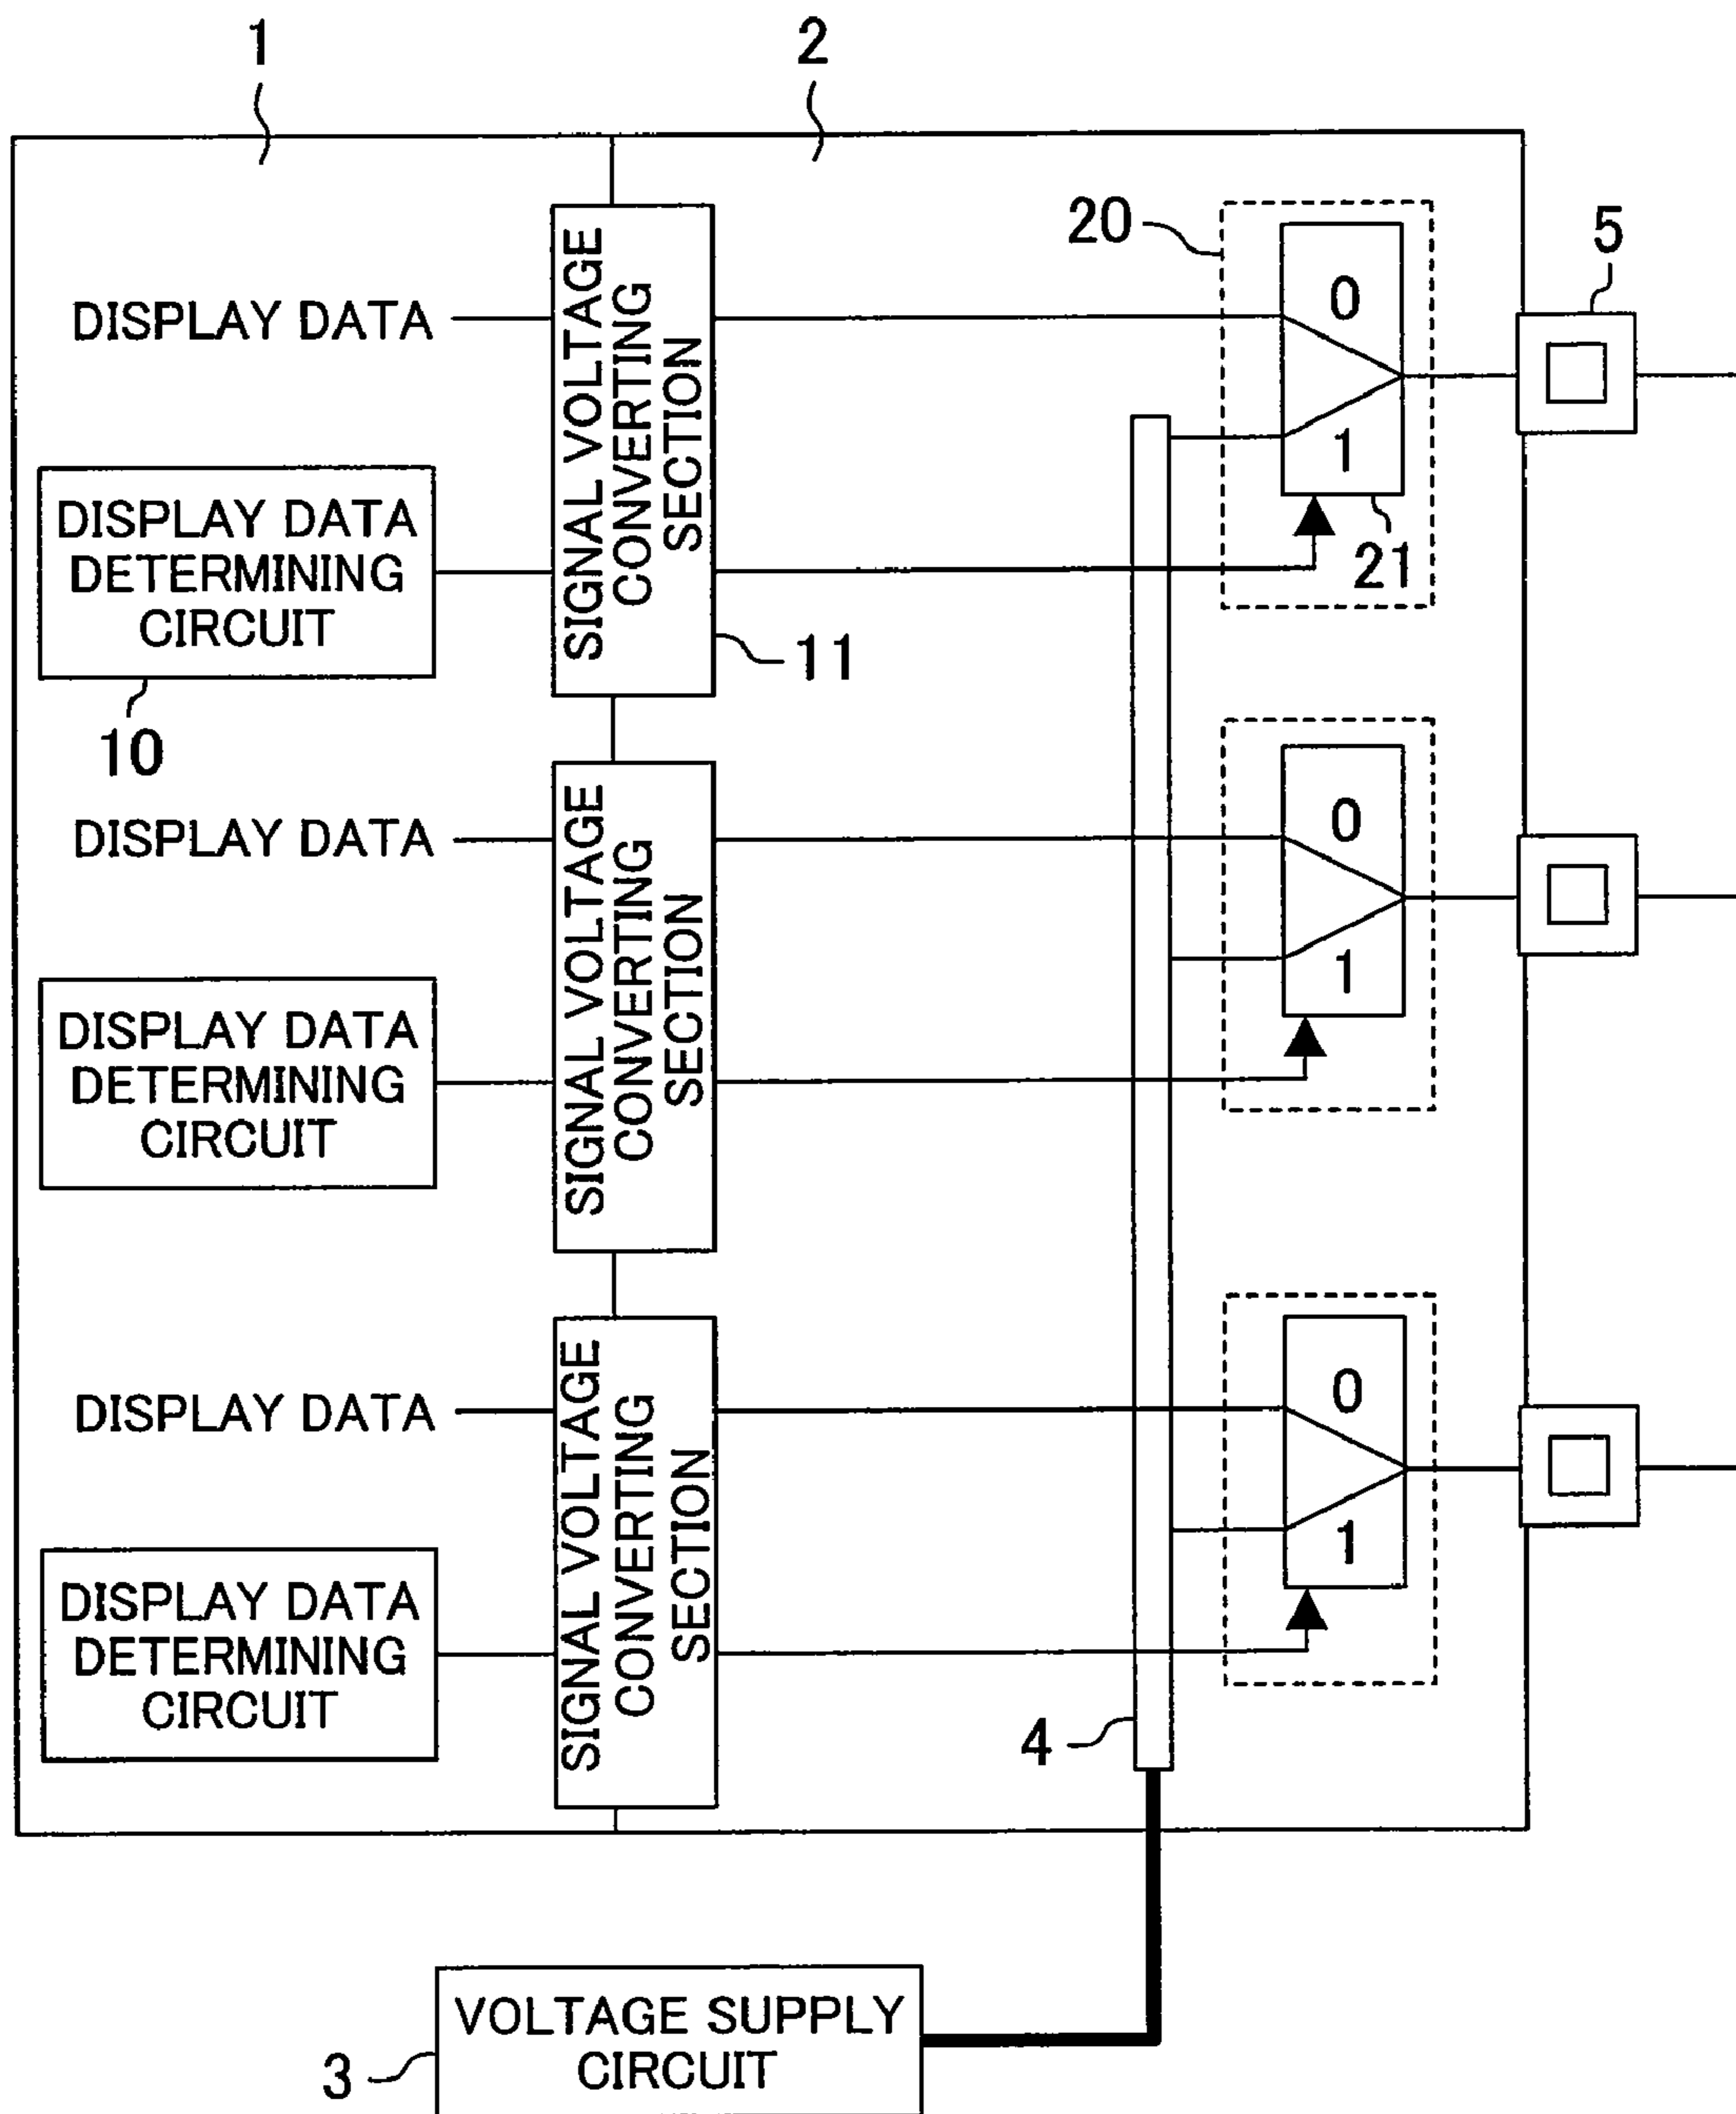 1
2
20
5
DISPLAY DATA
SIGNAL VOLTAGE
CONVERTING
SECTION
0
1
21
DISPLAY DATA
DETERMINING
CIRCUIT
11
10
DISPLAY DATA
SIGNAL VOLTAGE
CONVERTING
SECTION
0
1
DISPLAY DATA
DETERMINING
CIRCUIT
DISPLAY DATA
SIGNAL VOLTAGE
CONVERTING
SECTION
0
1
DISPLAY DATA
DETERMINING
CIRCUIT
4
VOLTAGE SUPPLY
CIRCUIT
3